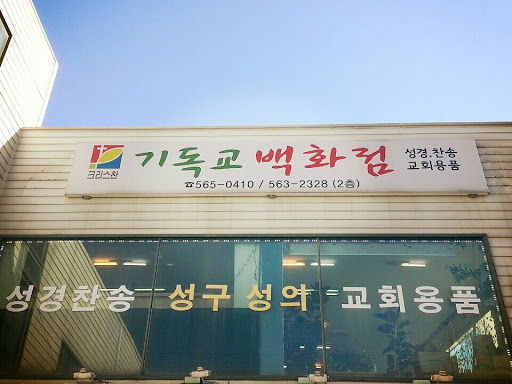 기독교 백화점
성경.찬송
교회용품
크리스챤
☎565-0410 / 563-2328 (2층)
성경찬송 성구 성의 교회용품